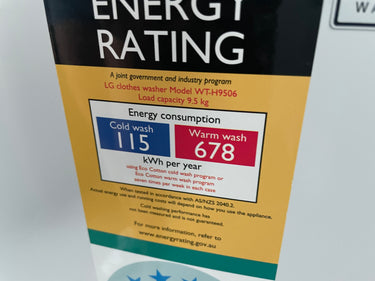 ENERGY
RATING
A joint government and industry program
LG clothes washer Model WT-H9506
Load capacity 9.5 kg
Energy consumption
Cold wash
115
Warm wash
678
kWh per year
using Eco Cotton cold wash program or
Eco Cotton warm wash program
seven times per week in each case
When tested in accordance with AS/NZS 2040.2.
Actual energy use and running costs will depend on how you use the appliance.
Cold washing performance has
not been measured and is not guaranteed.
For more information, refer to
www.energyrating.gov.au